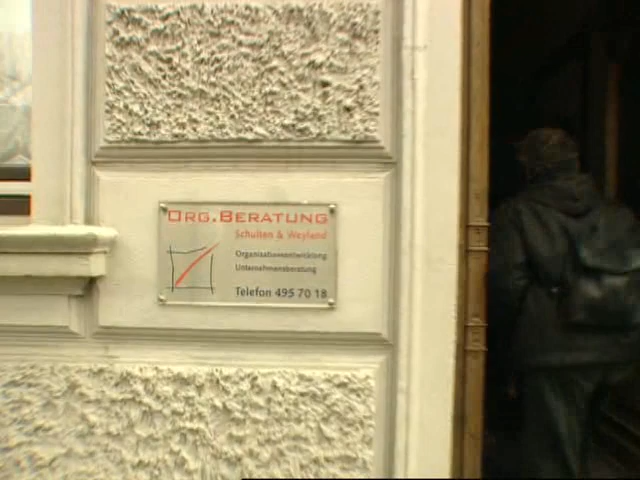 ORG.BERATUNG
Schulten & Weyland
Organisationsentwicklung
Unternehmensberatung
Telefon 495 70 18